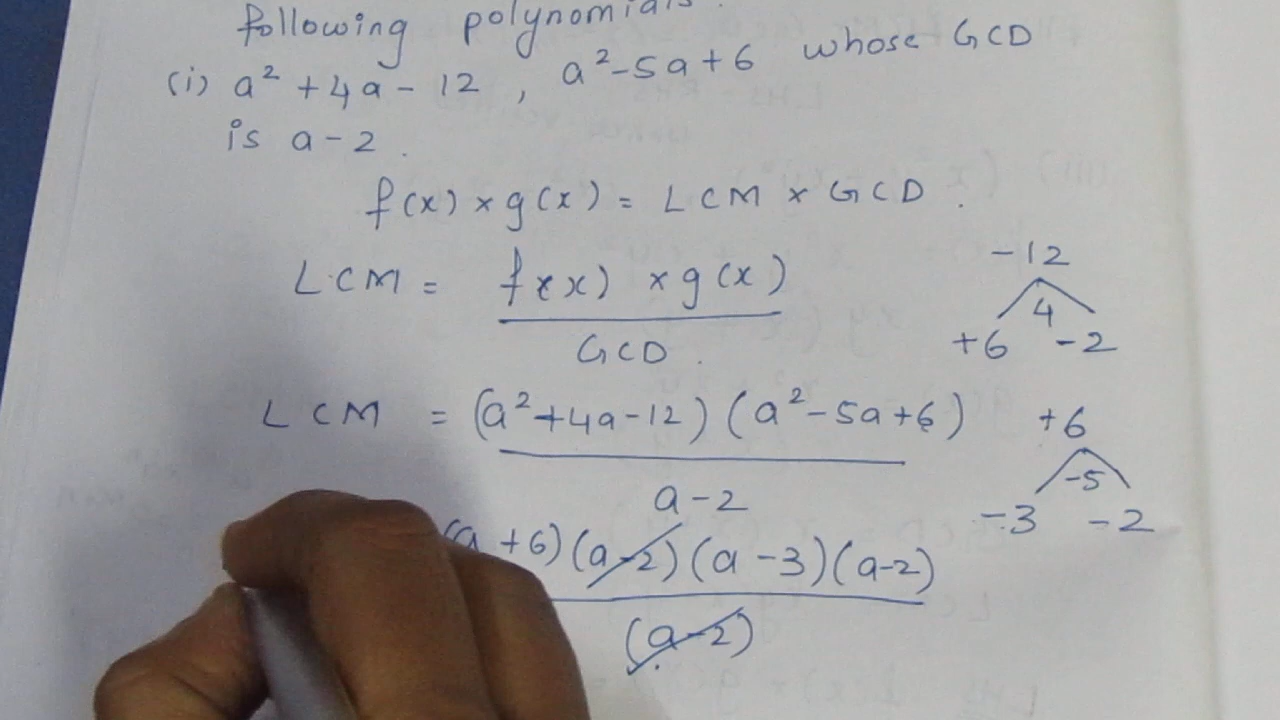 following polynomials.
(i) a² + 4a - 12 , a² - 5a + 6 whose GCD
is a - 2 .
f(x) × g(x) = LCM × GCD .
LCM = f(x) × g(x)
GCD .
-12
4
+6 -2
LCM = (a² + 4a - 12) (a² - 5a + 6)
a - 2
+6
-5
-3 -2
(a + 6) (a - 2) (a - 3) (a - 2)
(a - 2)